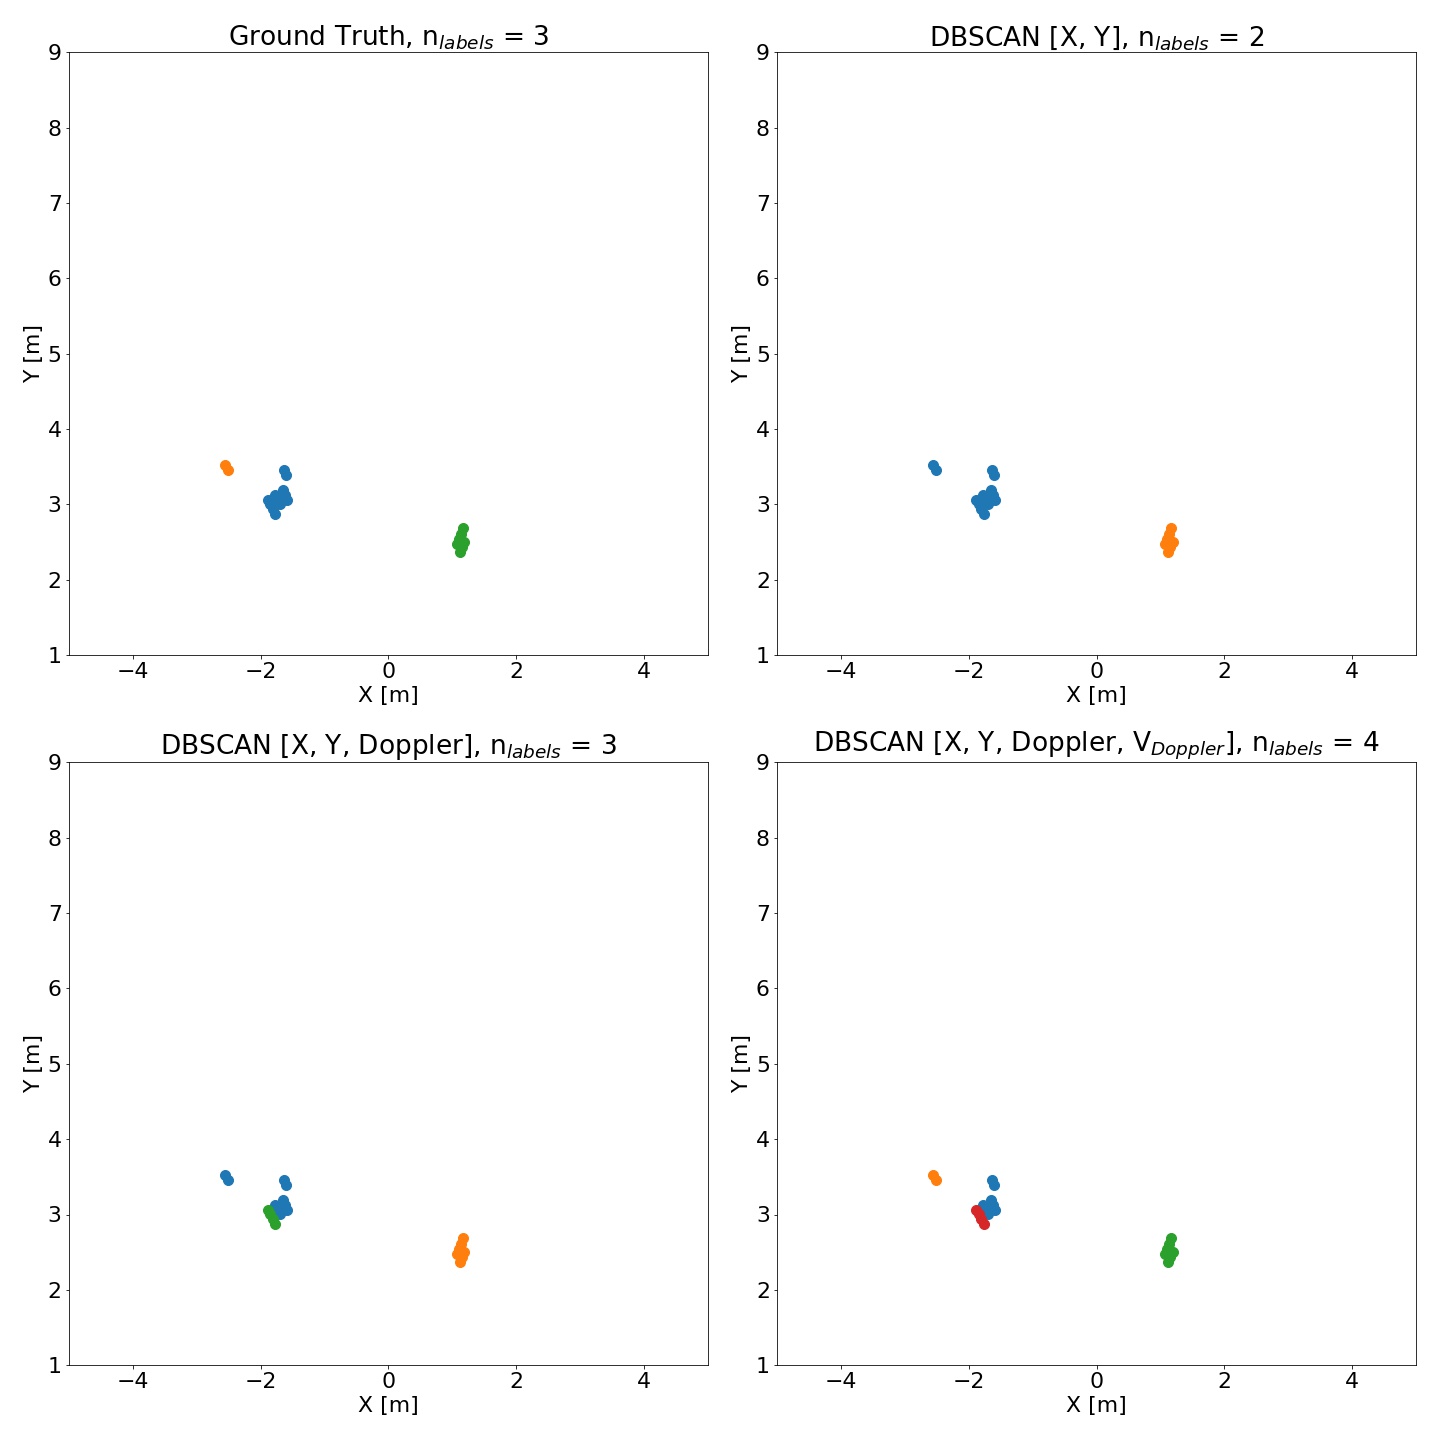 Ground Truth, n_labels = 3
9
8
7
6
5
4
3
2
1
Y [m]
−4 −2 0 2 4
X [m]
DBSCAN [X, Y], n_labels = 2
9
8
7
6
5
4
3
2
1
Y [m]
−4 −2 0 2 4
X [m]
DBSCAN [X, Y, Doppler], n_labels = 3
9
8
7
6
5
4
3
2
1
Y [m]
−4 −2 0 2 4
X [m]
DBSCAN [X, Y, Doppler, V_Doppler], n_labels = 4
9
8
7
6
5
4
3
2
1
Y [m]
−4 −2 0 2 4
X [m]